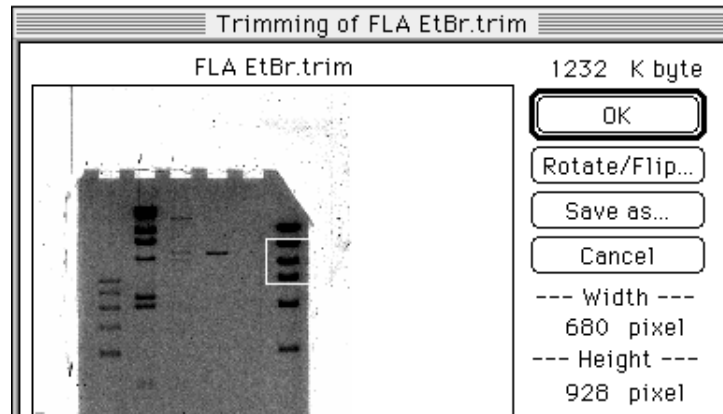 Trimming of FLA EtBr.trim
FLA EtBr.trim
1232 K byte
OK
Rotate/Flip...
Save as...
Cancel
--- Width ---
680 pixel
--- Height ---
928 pixel